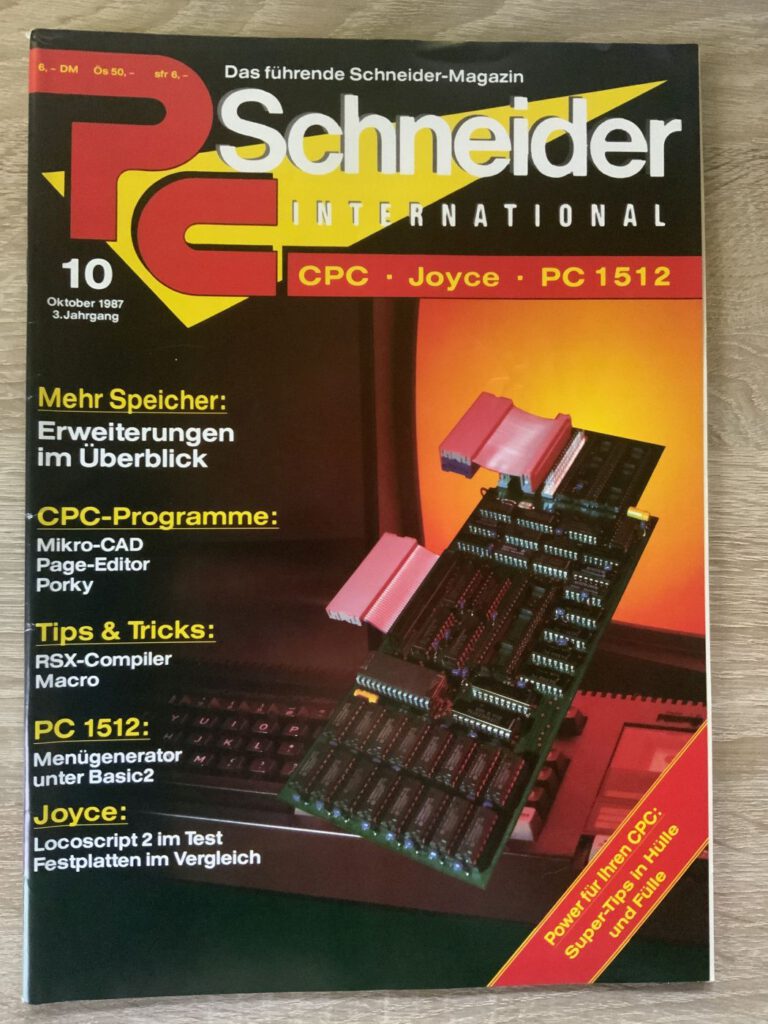 6,- DM Ös 50,- sfr 6,-
Das führende Schneider-Magazin
PC Schneider
INTERNATIONAL
CPC · Joyce · PC 1512
10
Oktober 1987
3. Jahrgang
Mehr Speicher:
Erweiterungen
im Überblick
CPC-Programme:
Mikro-CAD
Page-Editor
Porky
Tips & Tricks:
RSX-Compiler
Macro
PC 1512:
Menügenerator
unter Basic2
Joyce:
Locoscript 2 im Test
Festplatten im Vergleich
Power für Ihren CPC:
Super-Tips in Hülle
und Fülle